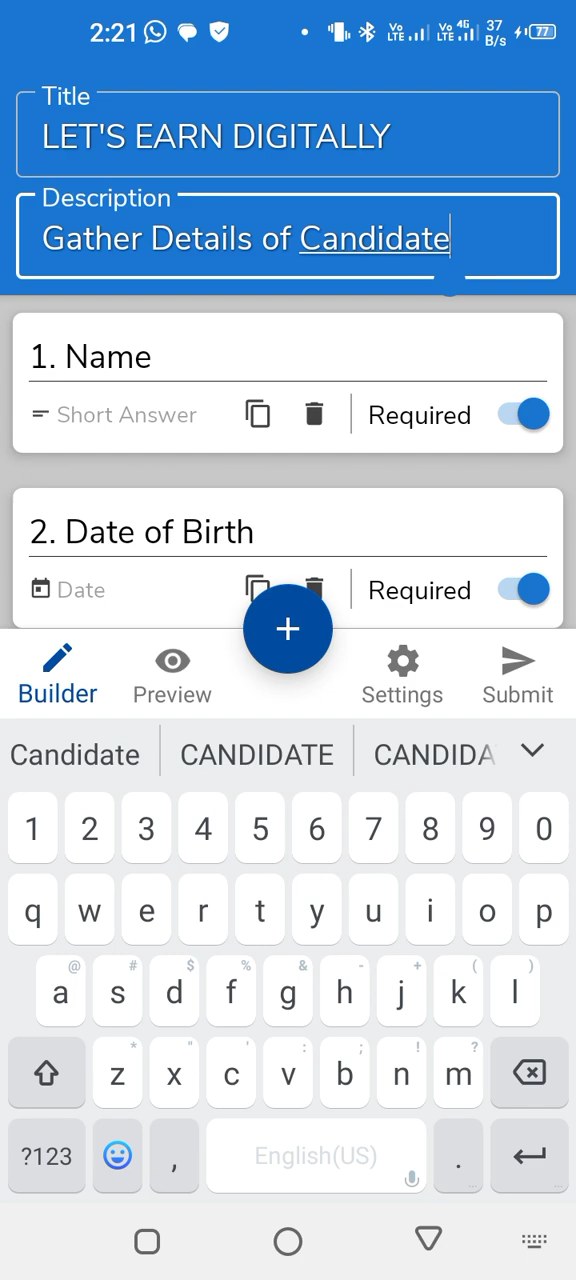 2:21
Vo LTE
Vo LTE 4G
37 B/s
77
Title
LET'S EARN DIGITALLY
Description
Gather Details of Candidate
1. Name
Short Answer
Required
2. Date of Birth
Date
Required
+
Builder
Preview
Settings
Submit
Candidate CANDIDATE CANDIDA
1 2 3 4 5 6 7 8 9 0
q w e r t y u i o p
@ # $ % & - + ( )
a s d f g h j k l
* " ' : ; ! ?
z x c v b n m
?123 , English(US) .